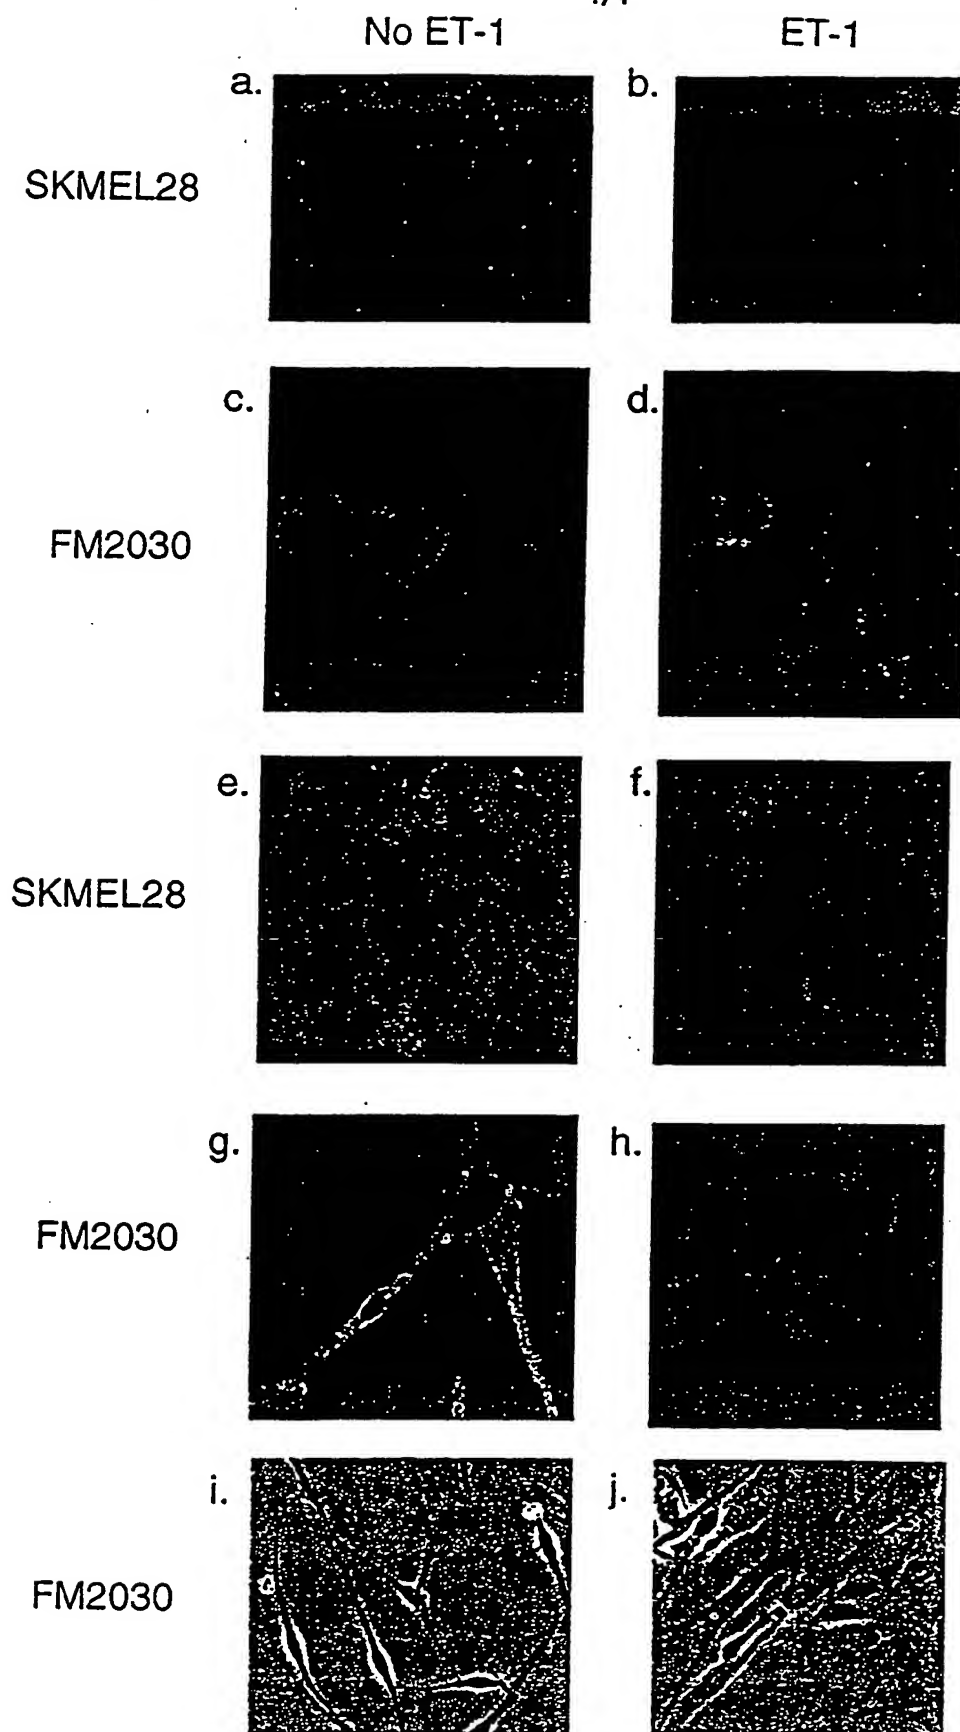 No ET-1 ET-1
a. b.
SKMEL28
c. d.
FM2030
e. f.
SKMEL28
g. h.
FM2030
i. j.
FM2030